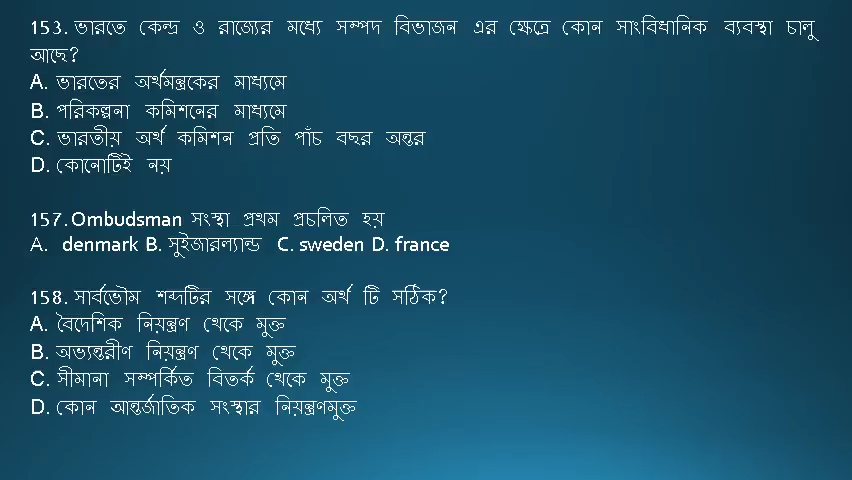 153. ভারতে কেন্দ্র ও রাজ্যের মধ্যে সম্পদ বিভাজন এর ক্ষেত্রে কোন সাংবিধানিক ব্যবস্থা চালু
আছে?
A. ভারতের অর্থমন্ত্রকের মাধ্যমে
B. পরিকল্পনা কমিশনের মাধ্যমে
C. ভারতীয় অর্থ কমিশন প্রতি পাঁচ বছর অন্তর
D. কোনোটিই নয়
157. Ombudsman সংস্থা প্রথম প্রচলিত হয়
A. denmark B. সুইজারল্যান্ড C. sweden D. france
158. সার্বভৌম শব্দটির সঙ্গে কোন অর্থ টি সঠিক?
A. বৈদেশিক নিয়ন্ত্রণ থেকে মুক্ত
B. অভ্যন্তরীণ নিয়ন্ত্রণ থেকে মুক্ত
C. সীমানা সম্পর্কিত বিতর্ক থেকে মুক্ত
D. কোন আন্তর্জাতিক সংস্থার নিয়ন্ত্রণমুক্ত